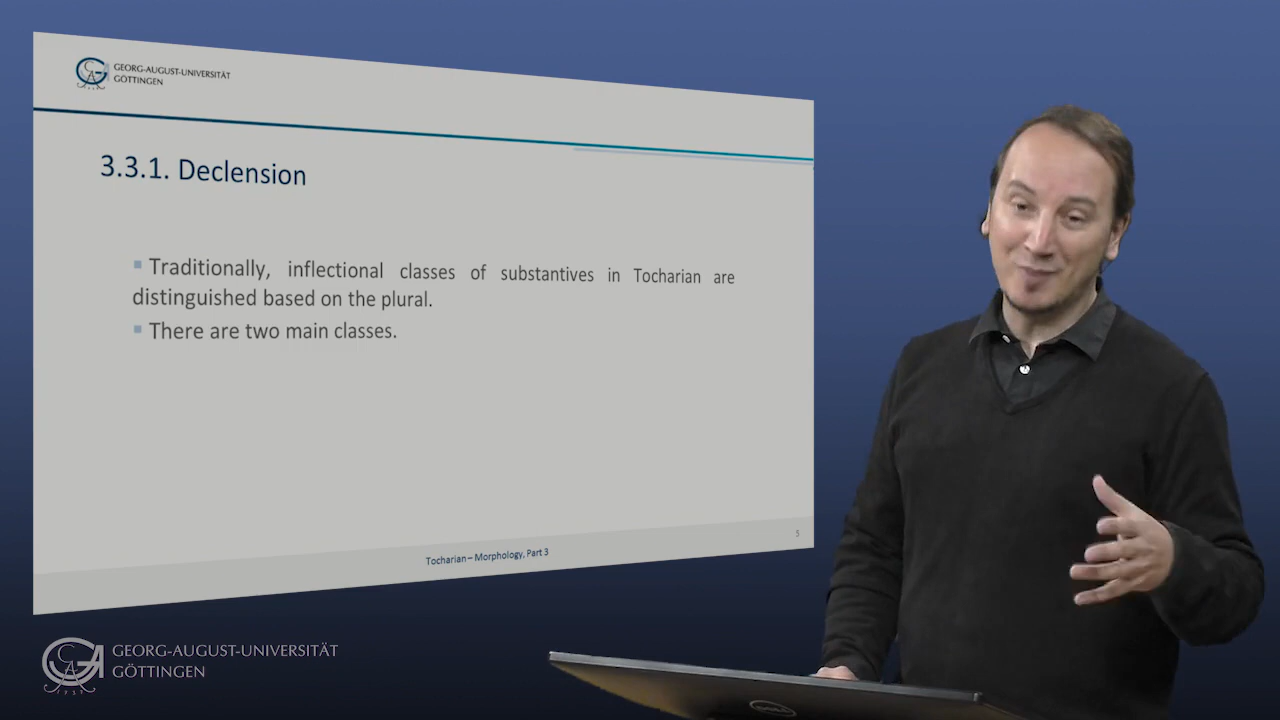 GEORG-AUGUST-UNIVERSITÄT
GÖTTINGEN
3.3.1. Declension
Traditionally, inflectional classes of substantives in Tocharian are
distinguished based on the plural.
There are two main classes.
Tocharian – Morphology, Part 3
5
GEORG-AUGUST-UNIVERSITÄT
GÖTTINGEN
DELL